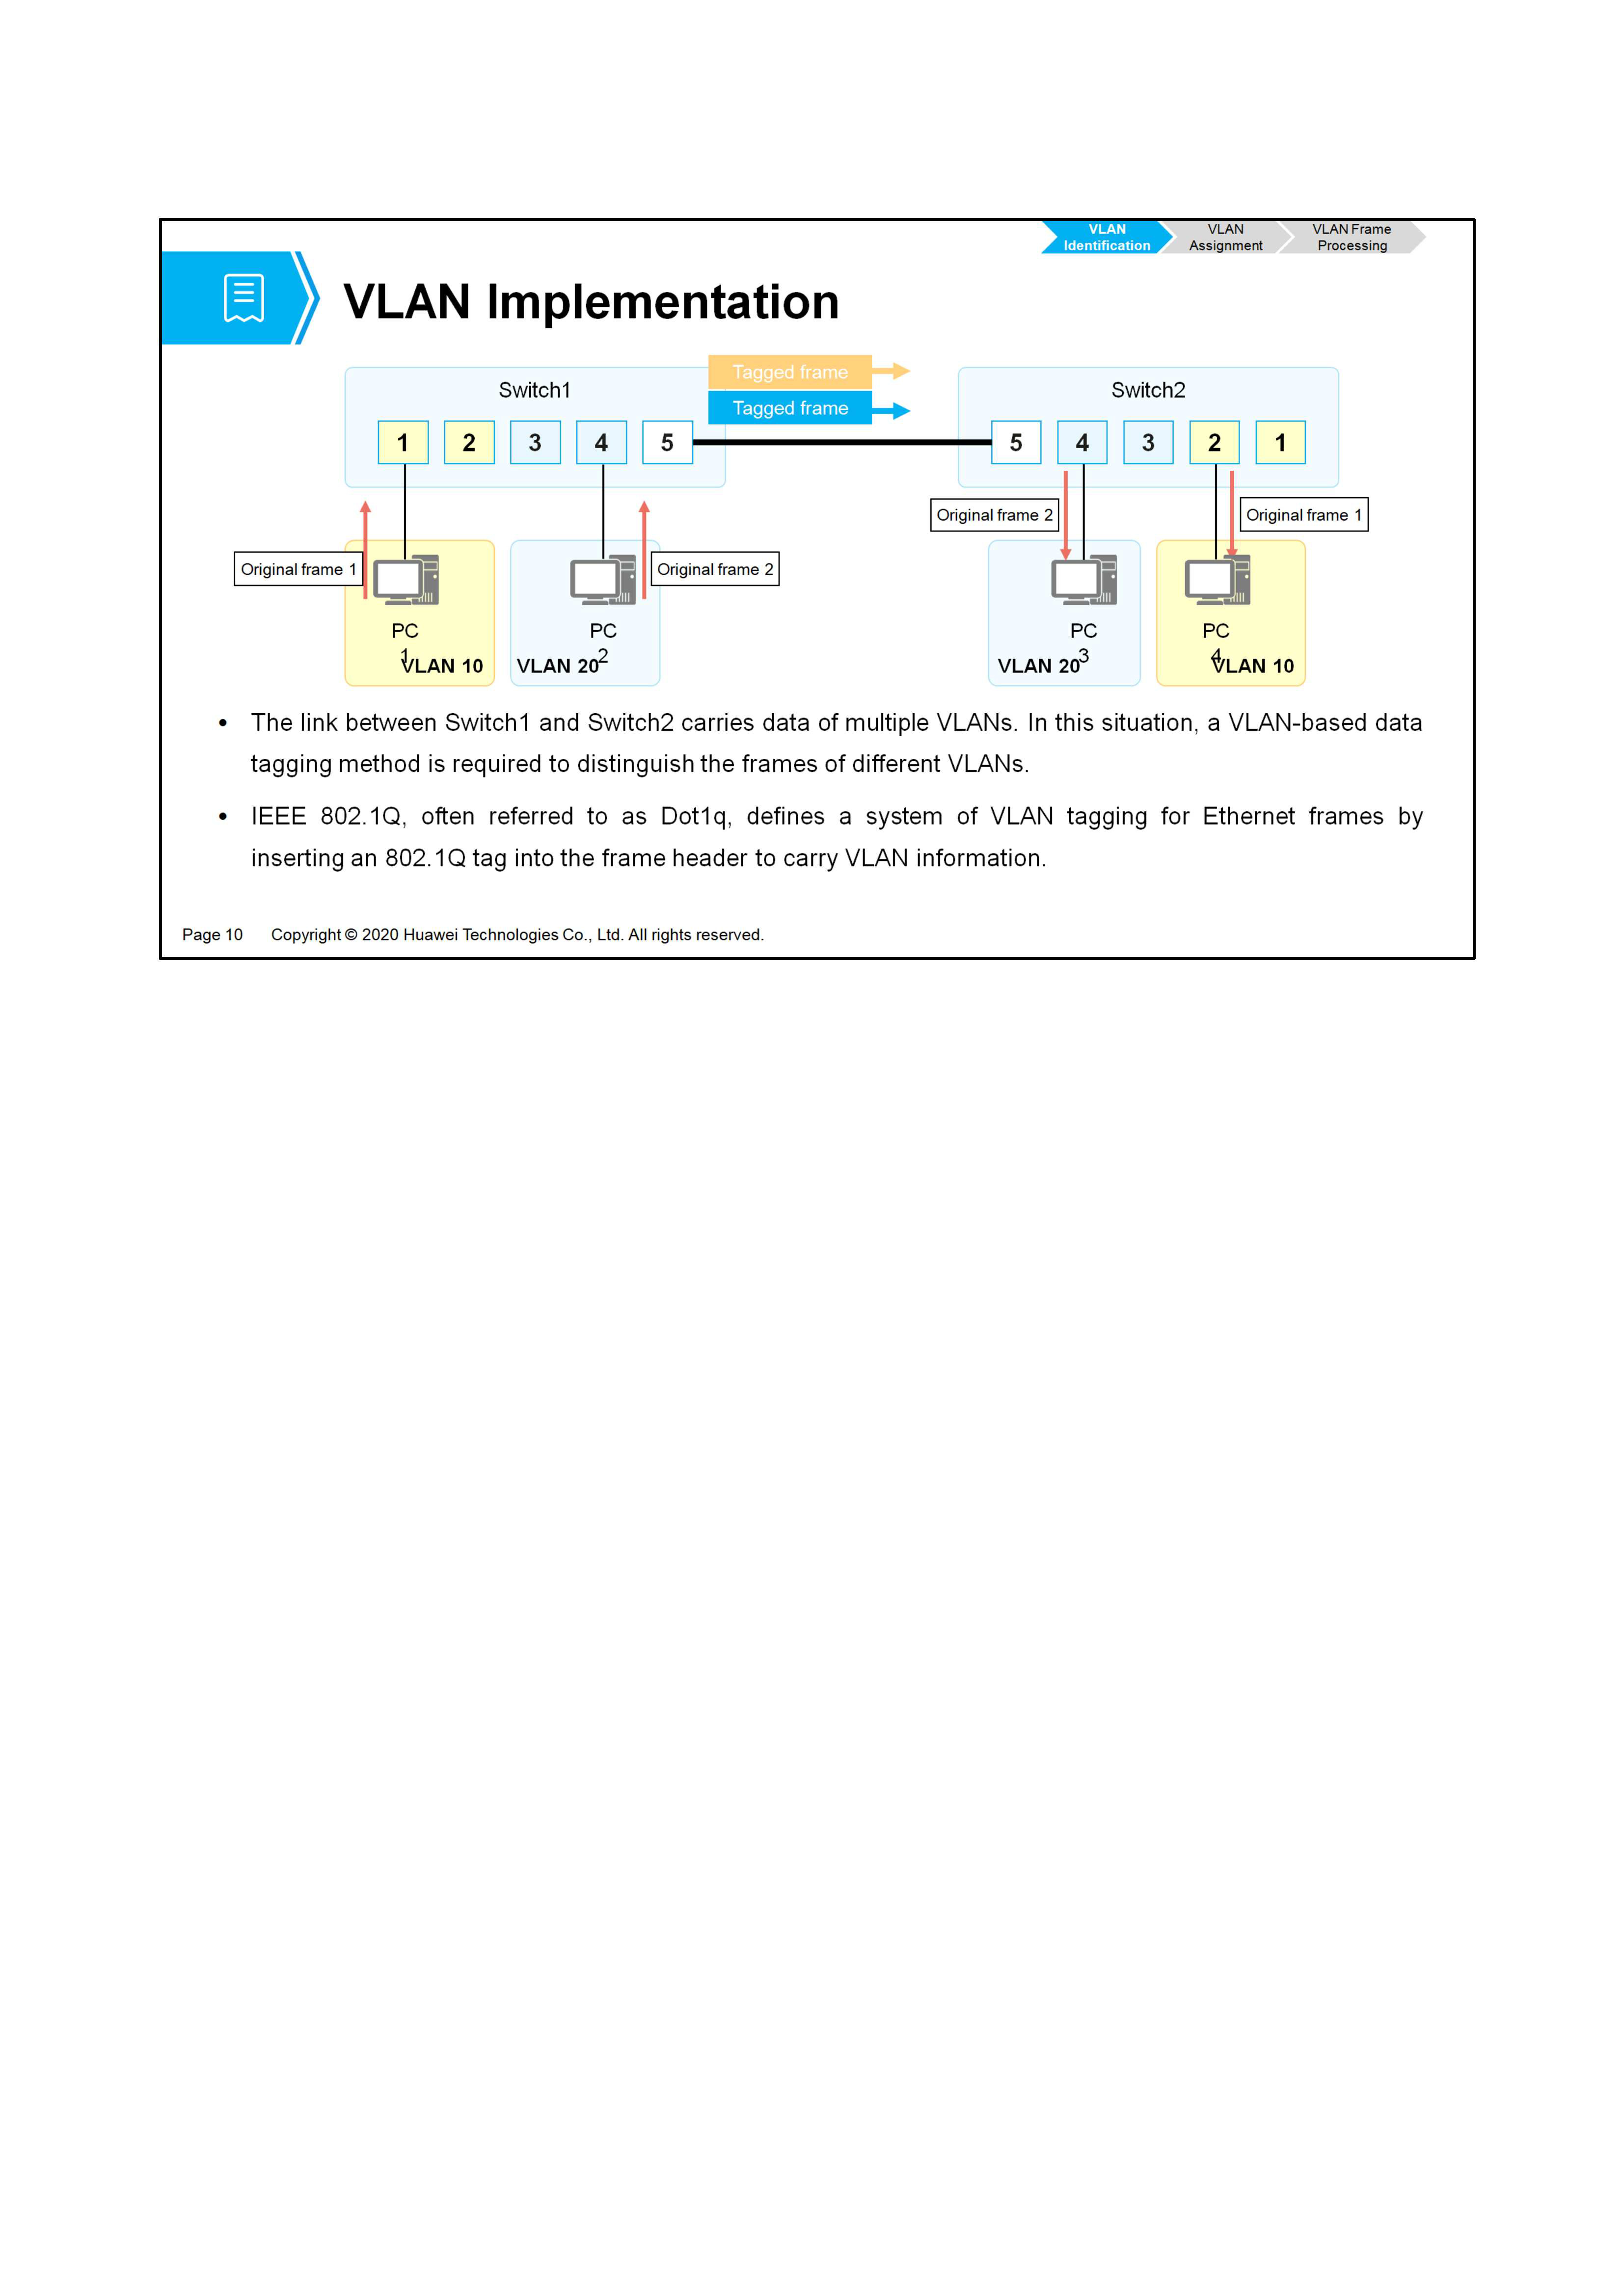 VLAN
Identification
VLAN
Assignment
VLAN Frame
Processing
VLAN Implementation
Tagged frame
Tagged frame
Switch1
Switch2
1 2 3 4 5
5 4 3 2 1
Original frame 1
Original frame 2
Original frame 2
Original frame 1
PC
1
VLAN 10
PC
2
VLAN 20
PC
3
VLAN 20
PC
4
VLAN 10
• The link between Switch1 and Switch2 carries data of multiple VLANs. In this situation, a VLAN-based data
tagging method is required to distinguish the frames of different VLANs.
• IEEE 802.1Q, often referred to as Dot1q, defines a system of VLAN tagging for Ethernet frames by
inserting an 802.1Q tag into the frame header to carry VLAN information.
Page 10 Copyright © 2020 Huawei Technologies Co., Ltd. All rights reserved.